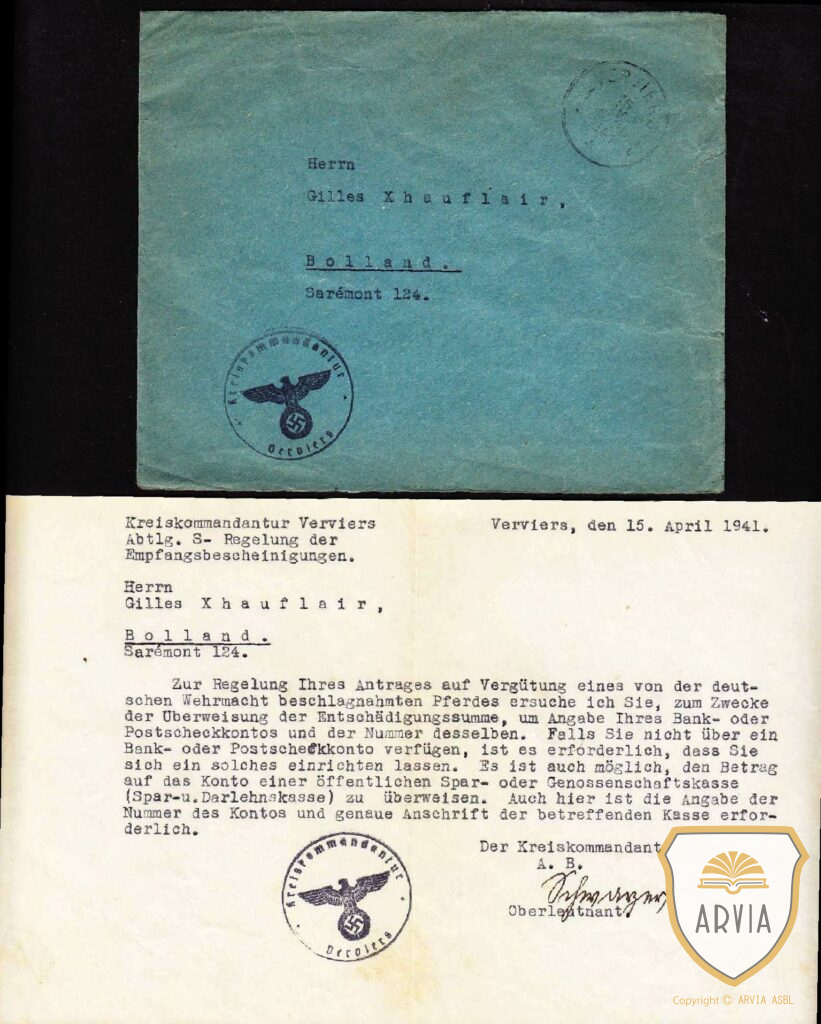 VERVIERS
Herrn
Gilles Xhauflair,
Bolland.
Sarémont 124.
Kreiskommandantur
Verviers
Kreiskommandantur Verviers
Abtlg. S- Regelung der
Empfangsbescheinigungen.
Verviers, den 15. April 1941.
Herrn
Gilles Xhauflair,
Bolland.
Sarémont 124.
Zur Regelung Ihres Antrages auf Vergütung eines von der deut-
schen Wehrmacht beschlagnahmten Pferdes ersuche ich Sie, zum Zwecke
der Überweisung der Entschädigungssumme, um Angabe Ihres Bank- oder
Postscheckkontos und der Nummer desselben. Falls Sie nicht über ein
Bank- oder Postscheckkonto verfügen, ist es erforderlich, dass Sie
sich ein solches einrichten lassen. Es ist auch möglich, den Betrag
auf das Konto einer öffentlichen Spar- oder Genossenschaftskasse
(Spar-u.Darlehnskasse) zu überweisen. Auch hier ist die Angabe der
Nummer des Kontos und genaue Anschrift der betreffenden Kasse erfor-
derlich.
Der Kreiskommandant
A. B.
Schwager
Oberleutnant
Kreiskommandantur
Verviers
ARVIA
Copyright © ARVIA ASBL